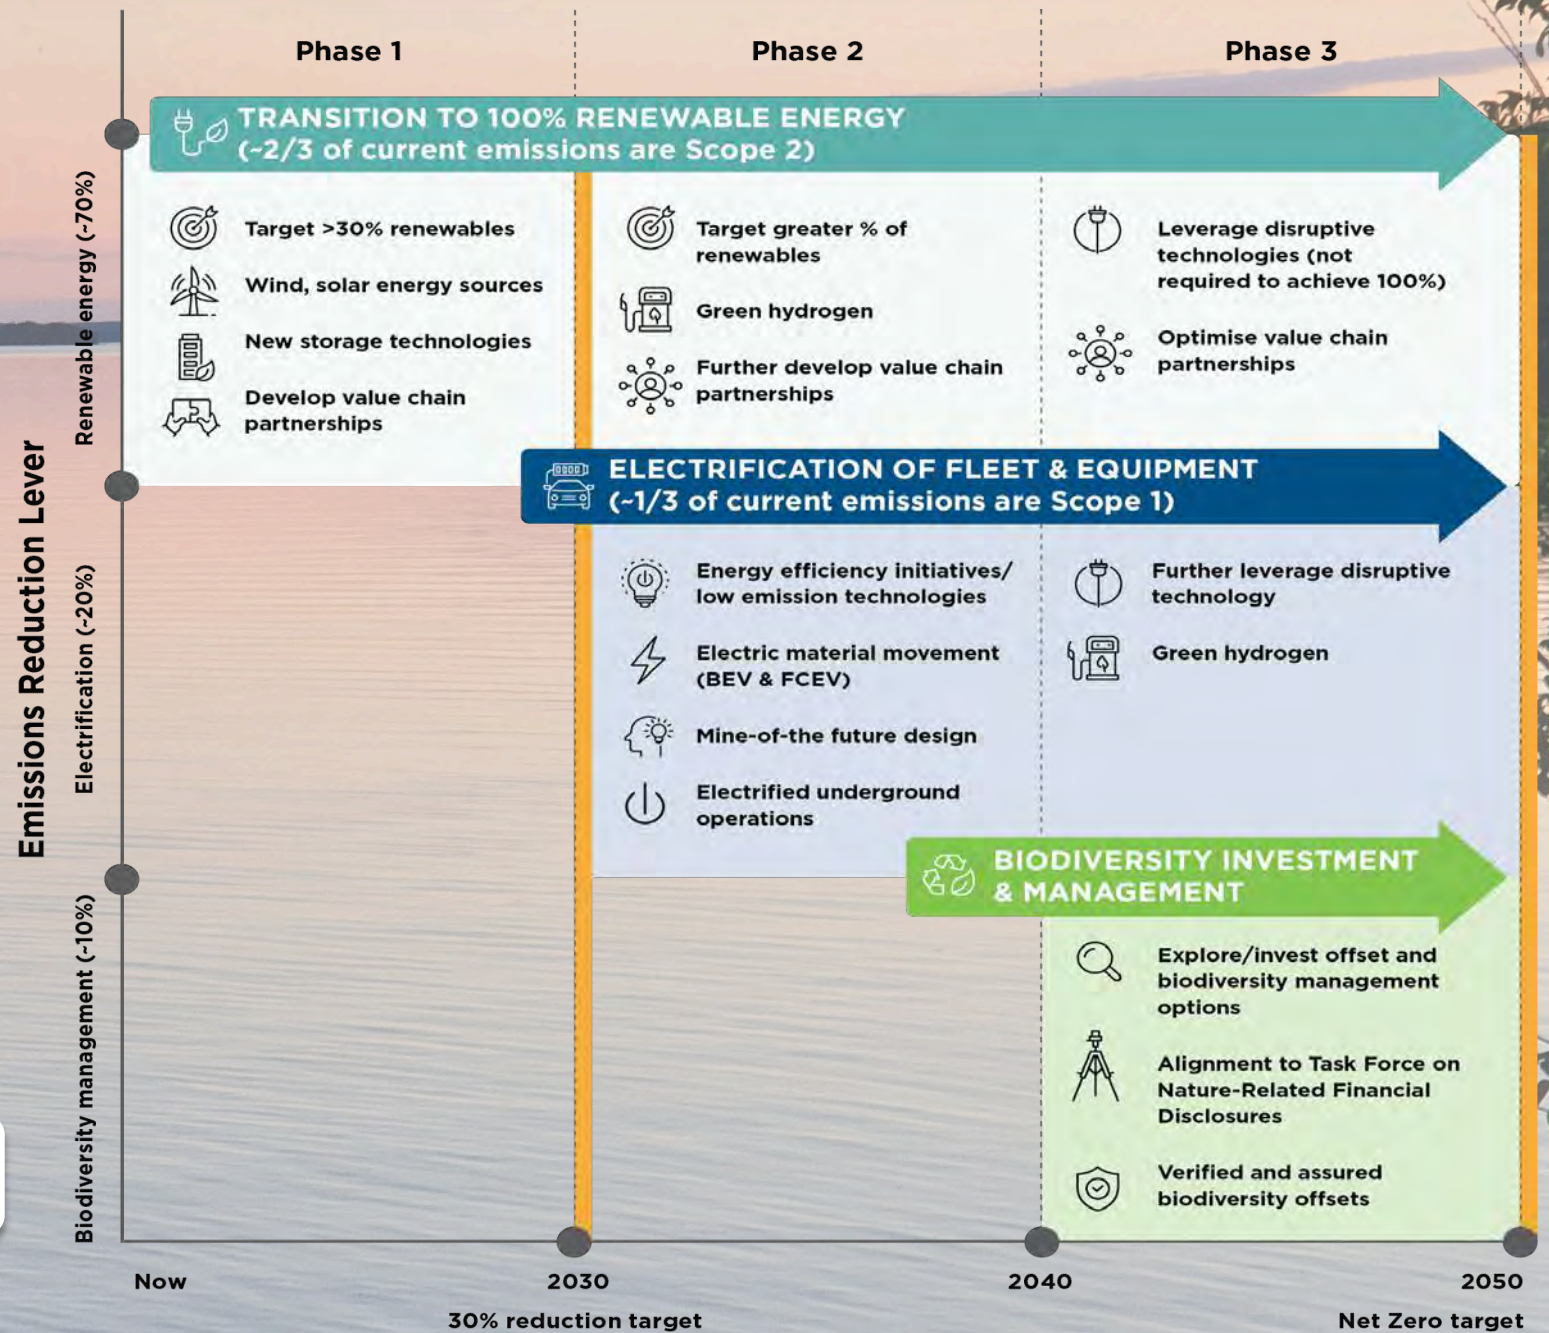 Phase 1
Phase 2
Phase 3
TRANSITION TO 100% RENEWABLE ENERGY
(~2/3 of current emissions are Scope 2)
Target >30% renewables
Wind, solar energy sources
New storage technologies
Develop value chain
partnerships
Target greater % of
renewables
Green hydrogen
Further develop value chain
partnerships
Leverage disruptive
technologies (not
required to achieve 100%)
Optimise value chain
partnerships
ELECTRIFICATION OF FLEET & EQUIPMENT
(~1/3 of current emissions are Scope 1)
Energy efficiency initiatives/
low emission technologies
Electric material movement
(BEV & FCEV)
Mine-of-the future design
Electrified underground
operations
Further leverage disruptive
technology
Green hydrogen
BIODIVERSITY INVESTMENT
& MANAGEMENT
Explore/invest offset and
biodiversity management
options
Alignment to Task Force on
Nature-Related Financial
Disclosures
Verified and assured
biodiversity offsets
Emissions Reduction Lever
Renewable energy (~70%)
Electrification (~20%)
Biodiversity management (~10%)
Now
2030
2040
2050
30% reduction target
Net Zero target